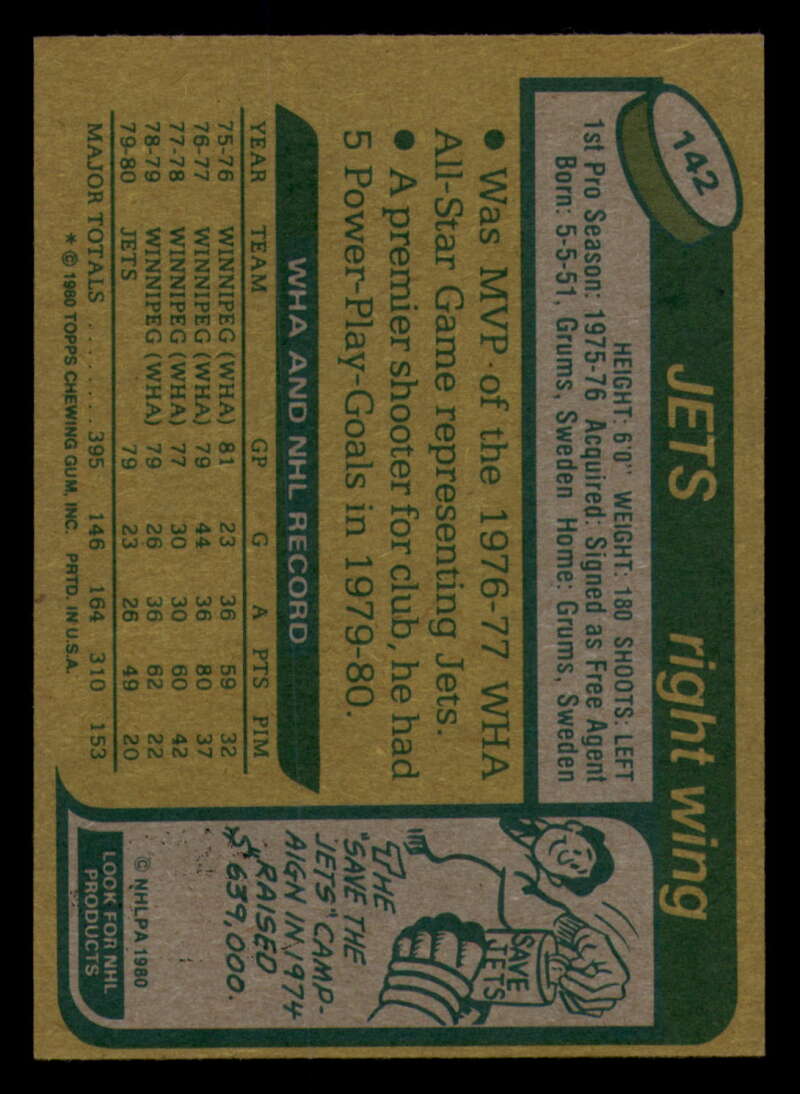 142
JETS right wing
HEIGHT: 6'0" WEIGHT: 180 SHOOTS: LEFT
1st Pro Season: 1975-76 Acquired: Signed as Free Agent
Born: 5-5-51, Grums, Sweden Home: Grums, Sweden
• Was MVP of the 1976-77 WHA
All-Star Game representing Jets.
• A premier shooter for club, he had
5 Power-Play-Goals in 1979-80.
WHA AND NHL RECORD
YEAR TEAM GP G A PTS PIM
75-76 WINNIPEG (WHA) 81 23 36 59 32
76-77 WINNIPEG (WHA) 79 44 36 80 37
77-78 WINNIPEG (WHA) 77 30 30 60 42
78-79 WINNIPEG (WHA) 79 26 36 62 22
79-80 JETS 79 23 26 49 20
MAJOR TOTALS ........ 395 146 164 310 153
* © 1980 TOPPS CHEWING GUM, INC. PRTD. IN U.S.A.
SAVE
JETS
THE
"SAVE THE
JETS" CAMP-
AIGN IN 1974
RAISED
$639,000.
© NHLPA 1980
LOOK FOR NHL
PRODUCTS